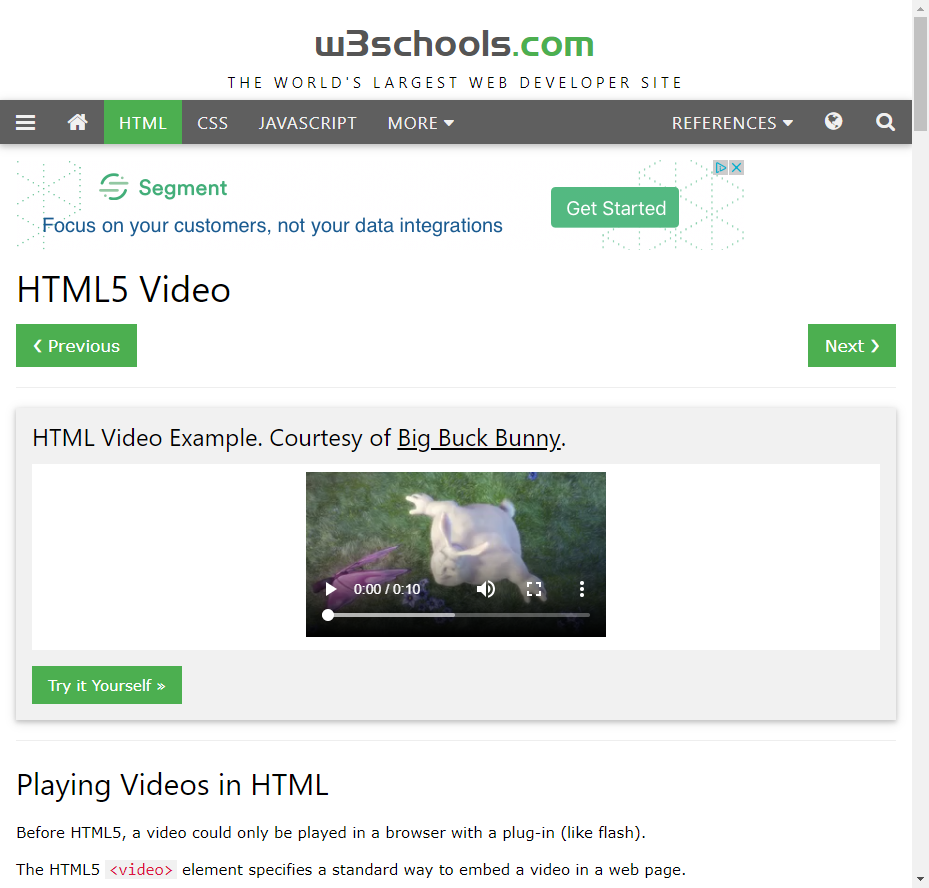 w3schools.com
THE WORLD'S LARGEST WEB DEVELOPER SITE
HTML CSS JAVASCRIPT MORE REFERENCES
Segment
Focus on your customers, not your data integrations
Get Started
HTML5 Video
❮ Previous
Next ❯
HTML Video Example. Courtesy of Big Buck Bunny.
0:00 / 0:10
Try it Yourself »
Playing Videos in HTML
Before HTML5, a video could only be played in a browser with a plug-in (like flash).
The HTML5 <video> element specifies a standard way to embed a video in a web page.